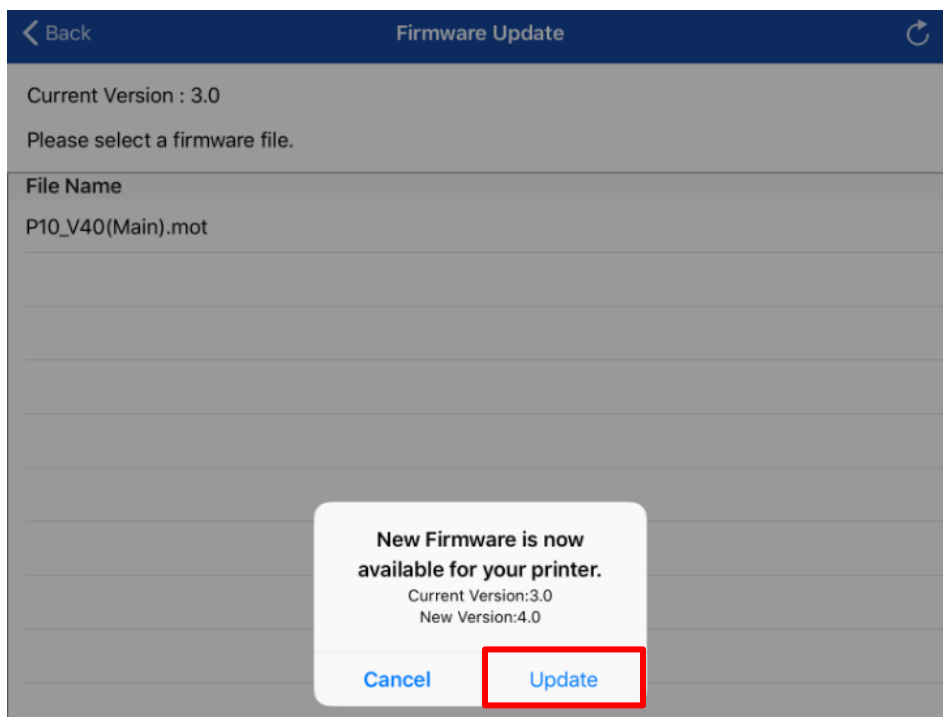 Back
Firmware Update
Current Version : 3.0
Please select a firmware file.
File Name
P10_V40(Main).mot
New Firmware is now
available for your printer.
Current Version:3.0
New Version:4.0
Cancel
Update